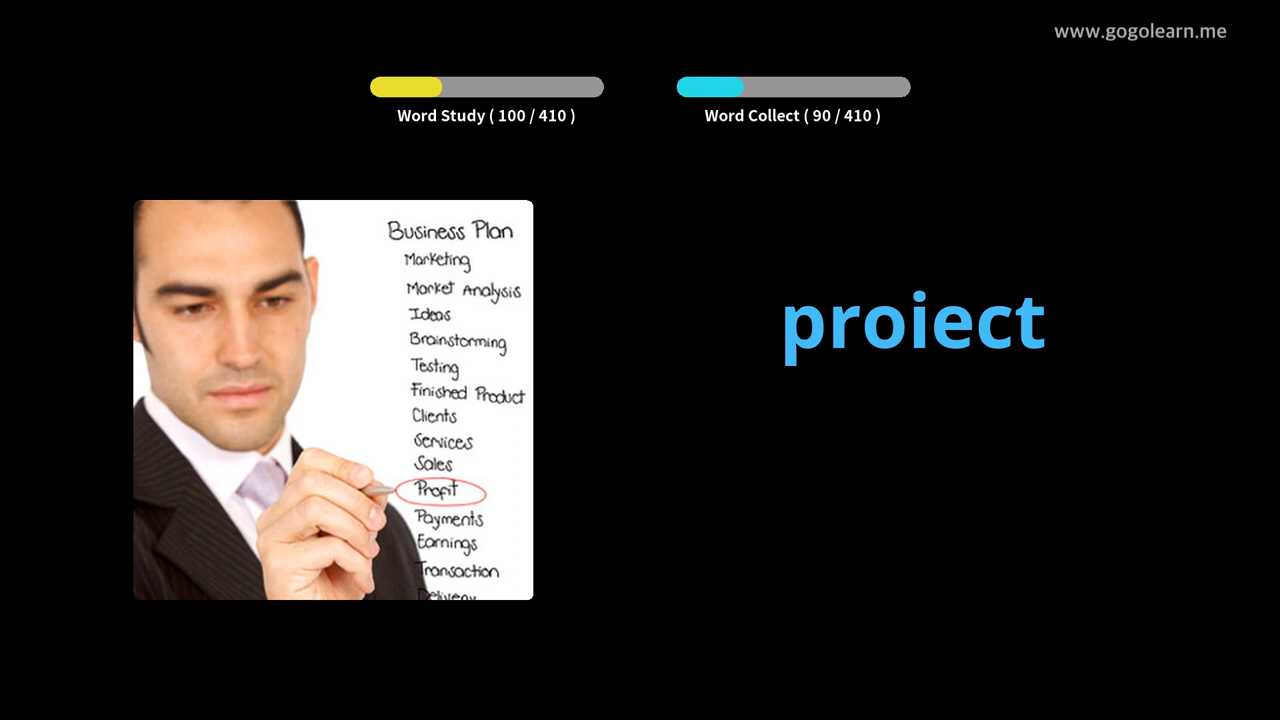 www.gogolearn.me
Word Study ( 100 / 410 )
Word Collect ( 90 / 410 )
Business Plan
Marketing
Market Analysis
Ideas
Brainstorming
Testing
Finished Product
Clients
Services
Sales
Profit
Payments
Earnings
Transaction
Delivery
proiect